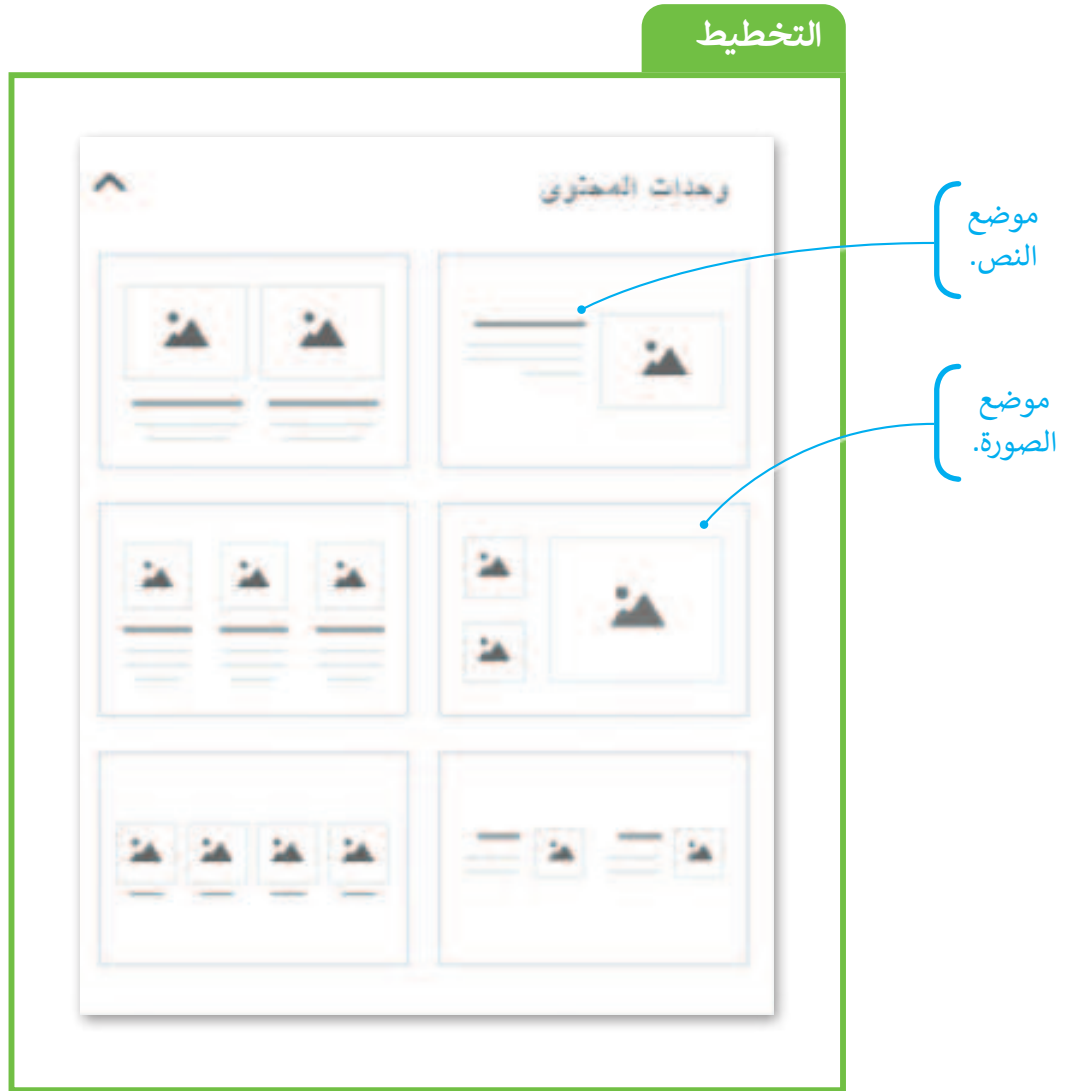 التخطيط
وحدات المحتوى
موضع
النص.
موضع
الصورة.